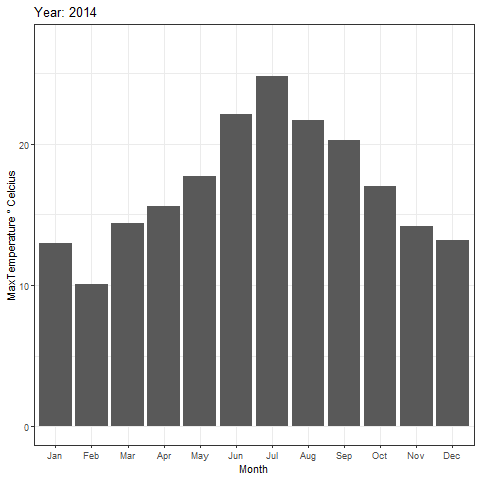 Year: 2014
MaxTemperature " Celcius
20
10
0
Jan Feb Mar Apr May Jun Jul Aug Sep Oct Nov Dec
Month